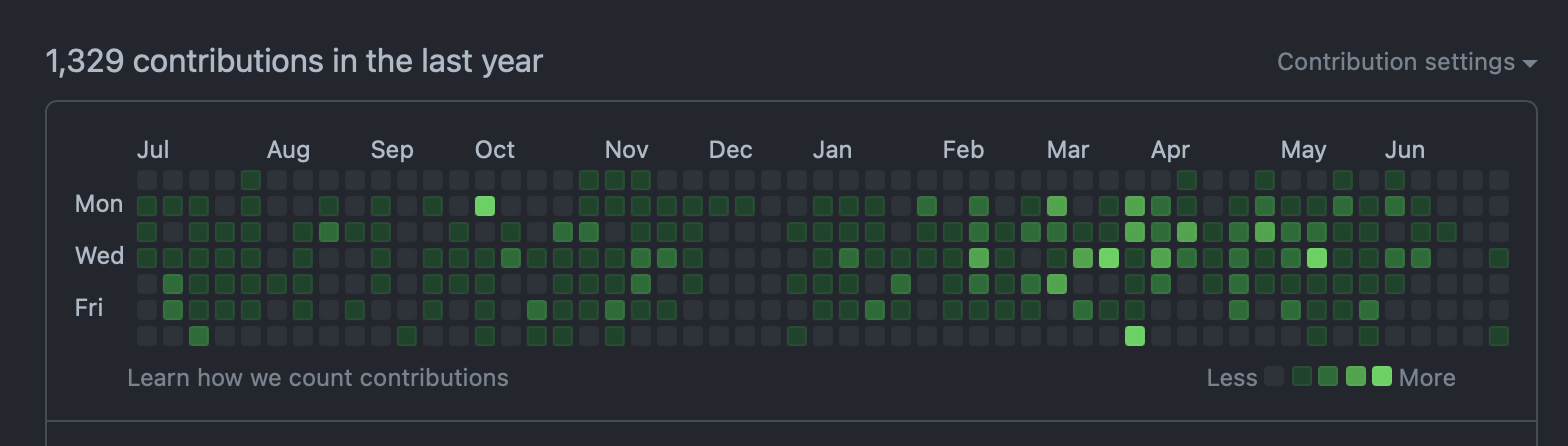 1,329 contributions in the last year
Contribution settings
Jul Aug Sep Oct Nov Dec Jan Feb Mar Apr May Jun
Mon
Wed
Fri
Learn how we count contributions
Less More